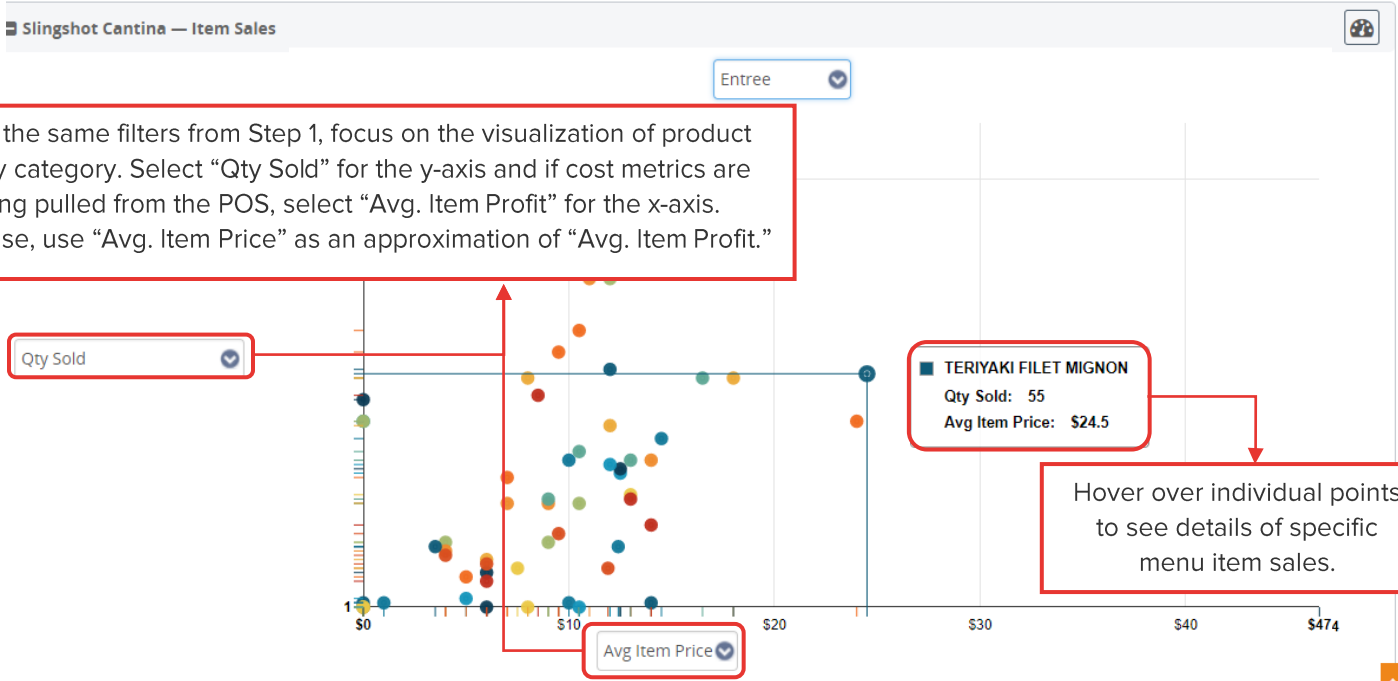 Slingshot Cantina — Item Sales
Entree
the same filters from Step 1, focus on the visualization of product
y category. Select “Qty Sold” for the y-axis and if cost metrics are
ng pulled from the POS, select “Avg. Item Profit” for the x-axis.
se, use “Avg. Item Price” as an approximation of “Avg. Item Profit.”
Qty Sold
TERIYAKI FILET MIGNON
Qty Sold: 55
Avg Item Price: $24.5
Hover over individual points
to see details of specific
menu item sales.
1
$0 $10 $20 $30 $40 $474
Avg Item Price